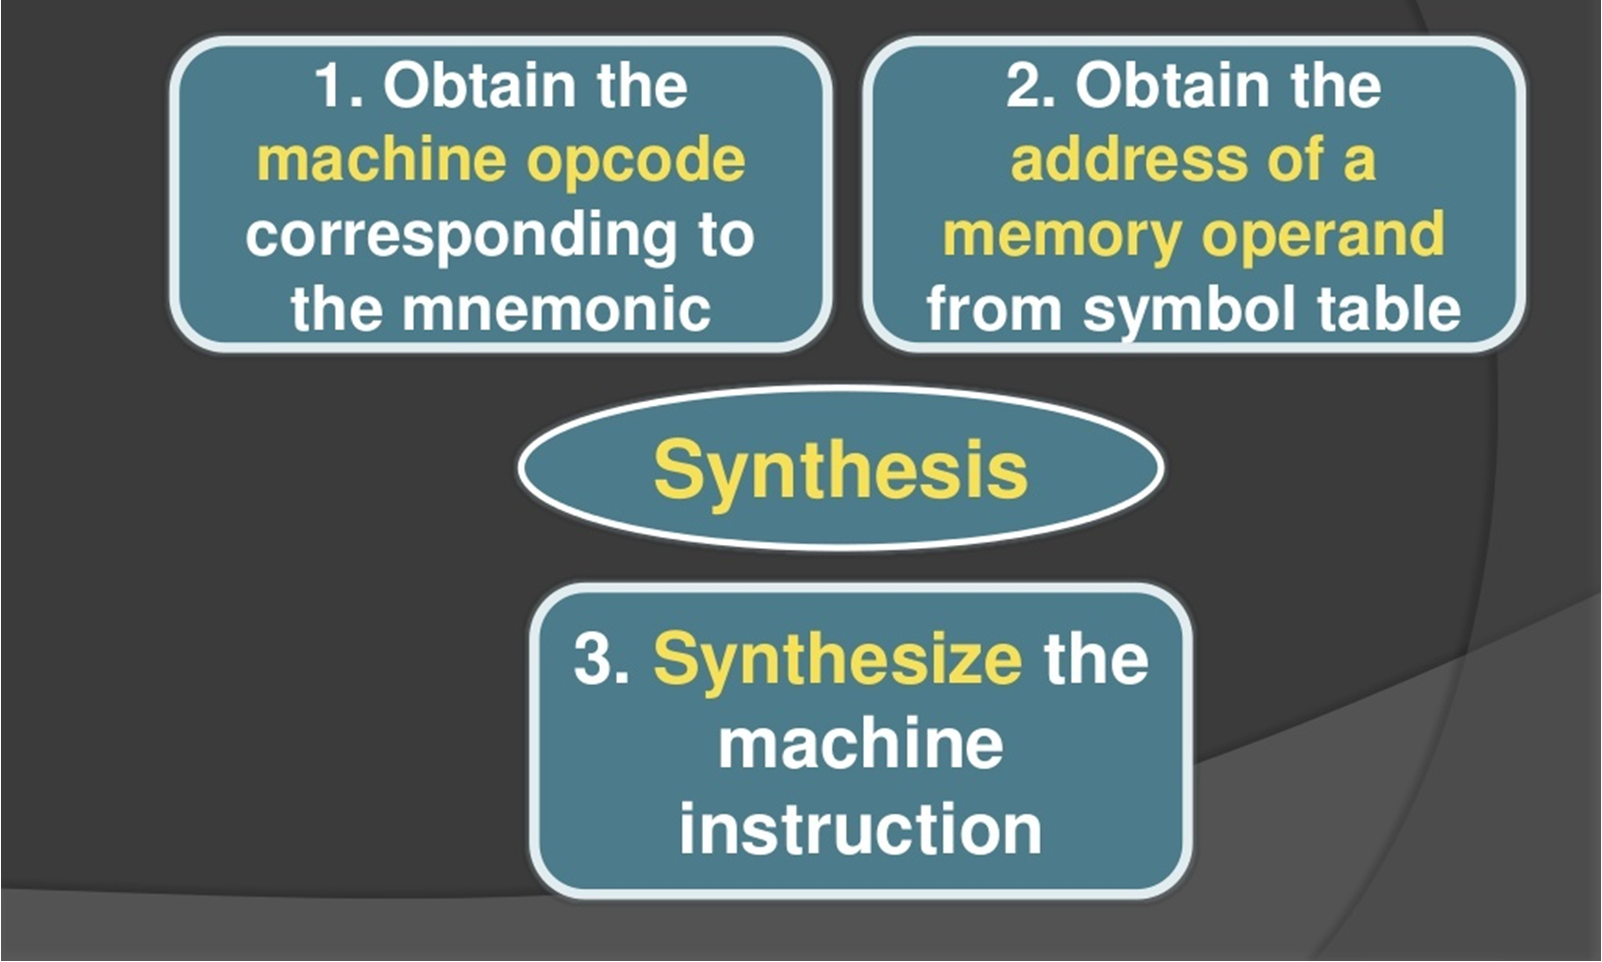 1. Obtain the
machine opcode
corresponding to
the mnemonic
2. Obtain the
address of a
memory operand
from symbol table
Synthesis
3. Synthesize the
machine
instruction